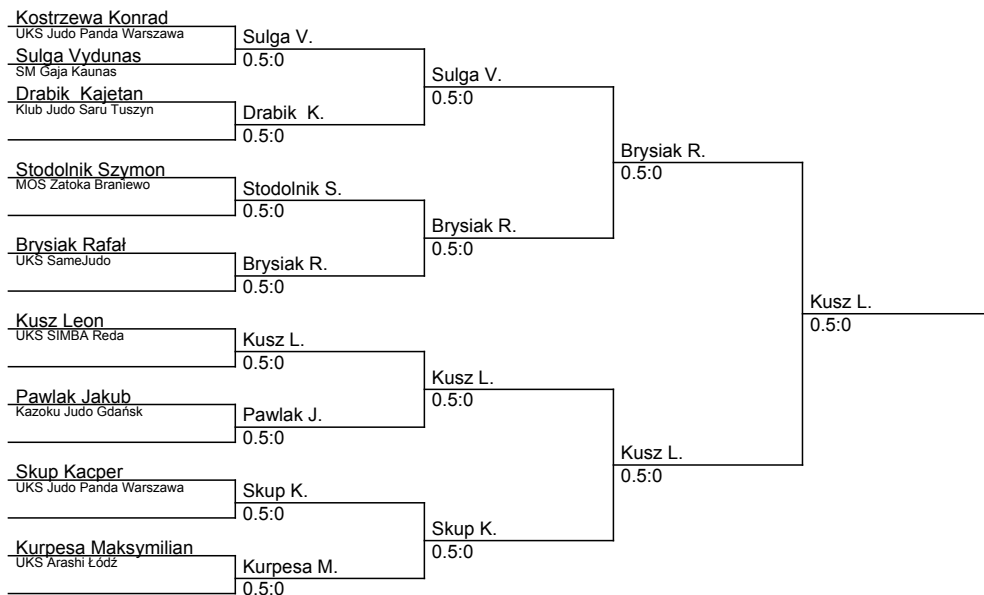 Kostrzewa Konrad
UKS Judo Panda Warszawa
Sulga V.
0.5:0
Sulga Vydunas
SM Gaja Kaunas
Sulga V.
0.5:0
Drabik  Kajetan
Klub Judo Saru Tuszyn
Drabik  K.
0.5:0
Brysiak R.
0.5:0
Stodolnik Szymon
MOS Zatoka Braniewo
Stodolnik S.
0.5:0
Brysiak R.
0.5:0
Brysiak Rafał
UKS SameJudo
Brysiak R.
0.5:0
Kusz L.
0.5:0
Kusz Leon
UKS SIMBA Reda
Kusz L.
0.5:0
Kusz L.
0.5:0
Pawlak Jakub
Kazoku Judo Gdańsk
Pawlak J.
0.5:0
Kusz L.
0.5:0
Skup Kacper
UKS Judo Panda Warszawa
Skup K.
0.5:0
Skup K.
0.5:0
Kurpesa Maksymilian
UKS Arashi Łódź
Kurpesa M.
0.5:0